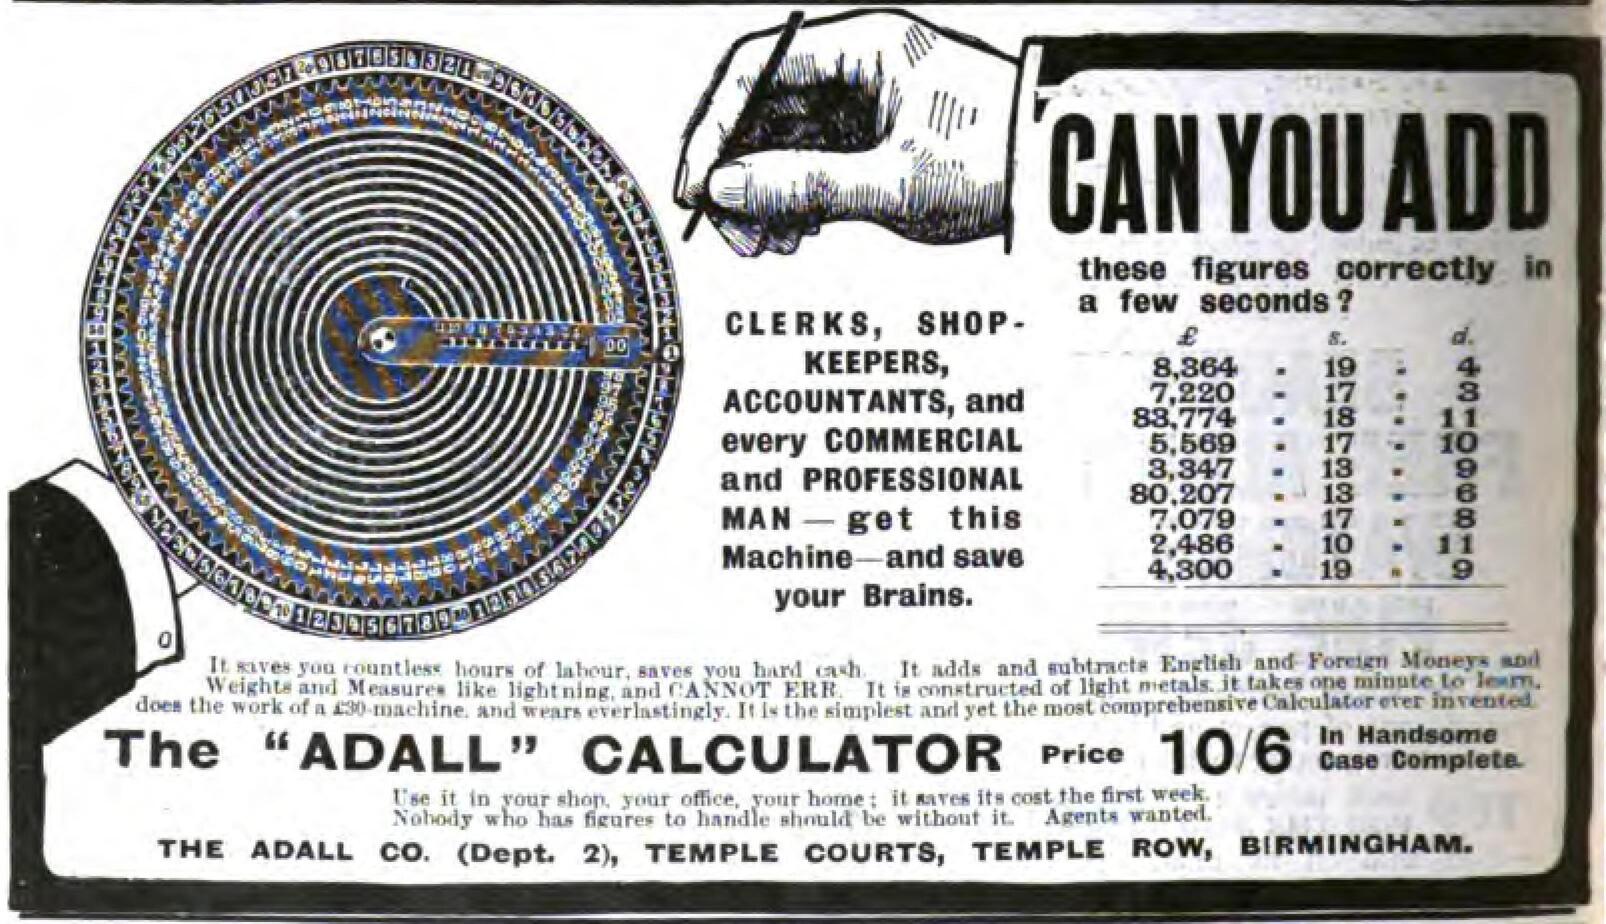 CAN YOU ADD
these figures correctly in
a few seconds?
£ s. d.
8,364 - 19 - 4
7,220 - 17 - 3
83,774 - 18 - 11
5,569 - 17 - 10
3,347 - 13 - 9
80,207 - 13 - 6
7,079 - 17 - 8
2,486 - 10 - 11
4,300 - 19 - 9
CLERKS, SHOP-
KEEPERS,
ACCOUNTANTS, and
every COMMERCIAL
and PROFESSIONAL
MAN — get this
Machine—and save
your Brains.
It saves you countless hours of labour, saves you hard cash. It adds and subtracts English and Foreign Moneys and
Weights and Measures like lightning, and CANNOT ERR. It is constructed of light metals, it takes one minute to learn,
does the work of a £30-machine, and wears everlastingly. It is the simplest and yet the most comprehensive Calculator ever invented.
The "ADALL" CALCULATOR Price 10/6 In Handsome
Case Complete.
Use it in your shop, your office, your home; it saves its cost the first week.
Nobody who has figures to handle should be without it. Agents wanted.
THE ADALL CO. (Dept. 2), TEMPLE COURTS, TEMPLE ROW, BIRMINGHAM.